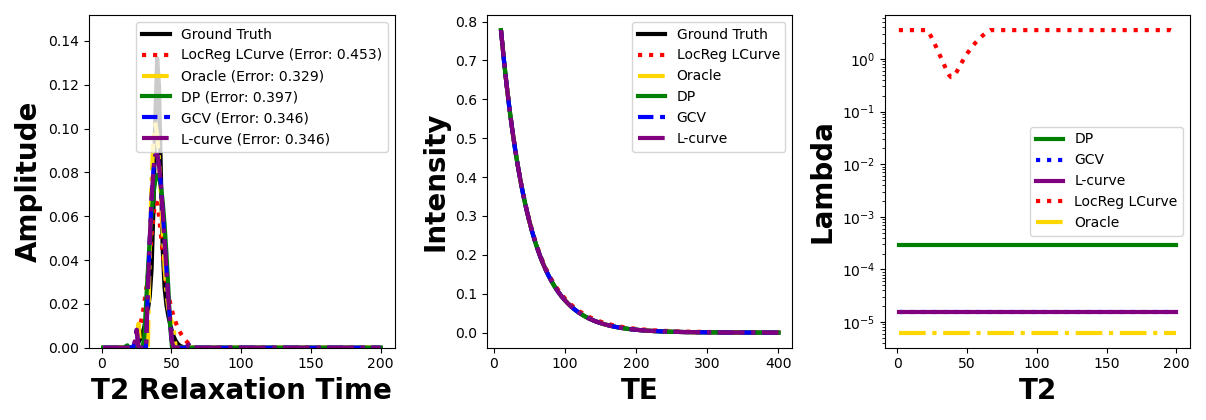 Amplitude
0.14
0.12
0.10
0.08
0.06
0.04
0.02
0.00
Ground Truth
LocReg LCurve (Error: 0.453)
Oracle (Error: 0.329)
DP (Error: 0.397)
GCV (Error: 0.346)
L-curve (Error: 0.346)
0 50 100 150 200
T2 Relaxation Time
Intensity
0.8
0.7
0.6
0.5
0.4
0.3
0.2
0.1
0.0
Ground Truth
LocReg LCurve
Oracle
DP
GCV
L-curve
0 100 200 300 400
TE
Lambda
10⁰
10⁻¹
10⁻²
10⁻³
10⁻⁴
10⁻⁵
DP
GCV
L-curve
LocReg LCurve
Oracle
0 50 100 150 200
T2